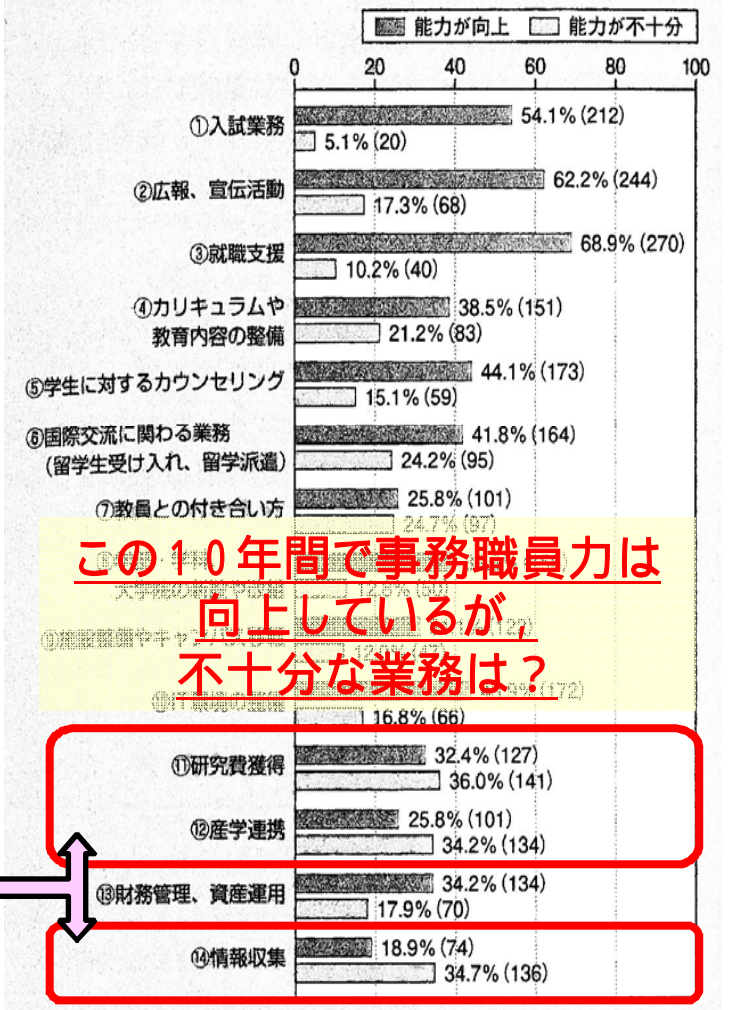 能力が向上 能力が不十分
0 20 40 60 80 100
①入試業務 54.1%(212)
5.1%(20)
②広報、宣伝活動 62.2%(244)
17.3%(68)
③就職支援 68.9%(270)
10.2%(40)
④カリキュラムや
教育内容の整備
38.5%(151)
21.2%(83)
⑤学生に対するカウンセリング 44.1%(173)
15.1%(59)
⑥国際交流に関わる業務
(留学生受け入れ、留学派遣)
41.8%(164)
24.2%(95)
⑦教員との付き合い方 25.8%(101)
24.7%(97)
この10年間で事務職員力は
向上しているが,
不十分な業務は?
16.8%(66)
⑪研究費獲得 32.4%(127)
36.0%(141)
⑫産学連携 25.8%(101)
34.2%(134)
⑬財務管理、資産運用 34.2%(134)
17.9%(70)
⑭情報収集 18.9%(74)
34.7%(136)